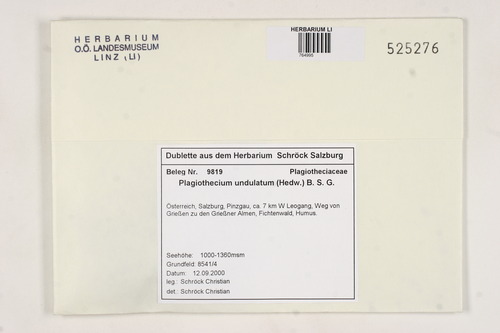 HERBARIUM
O.Ö. LANDESMUSEUM
LINZ (LI)
HERBARIUM LI
764995
525276
Dublette aus dem Herbarium Schröck Salzburg
Beleg Nr. 9819 Plagiotheciaceae
Plagiothecium undulatum (Hedw.) B. S. G.
Österreich, Salzburg, Pinzgau, ca. 7 km W Leogang, Weg von
Grießen zu den Grießner Almen, Fichtenwald, Humus.
Seehöhe: 1000-1360msm
Grundfeld: 8541/4
Datum: 12.09.2000
leg.: Schröck Christian
det.: Schröck Christian